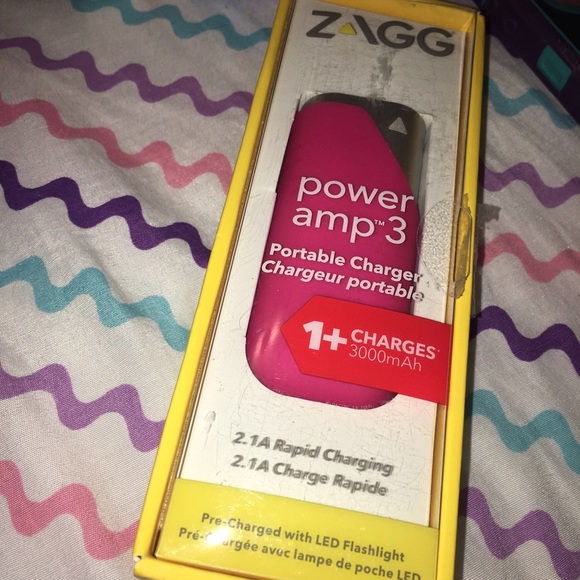 ZAGG
power
amp™3
Portable Charger
Chargeur portable
1+ CHARGES
3000mAh
2.1A Rapid Charging
2.1A Charge Rapide
Pre-Charged with LED Flashlight
Pré-Chargée avec lampe de poche LED